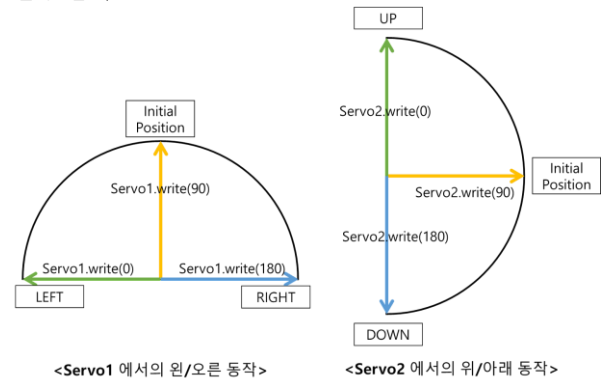 UP
Servo2.write(0)
Initial
Position
Servo2.write(90)
Servo2.write(180)
DOWN
Initial
Position
Servo1.write(90)
Servo1.write(0)
Servo1.write(180)
LEFT
RIGHT
<Servo1 에서의 왼/오른 동작>
<Servo2 에서의 위/아래 동작>